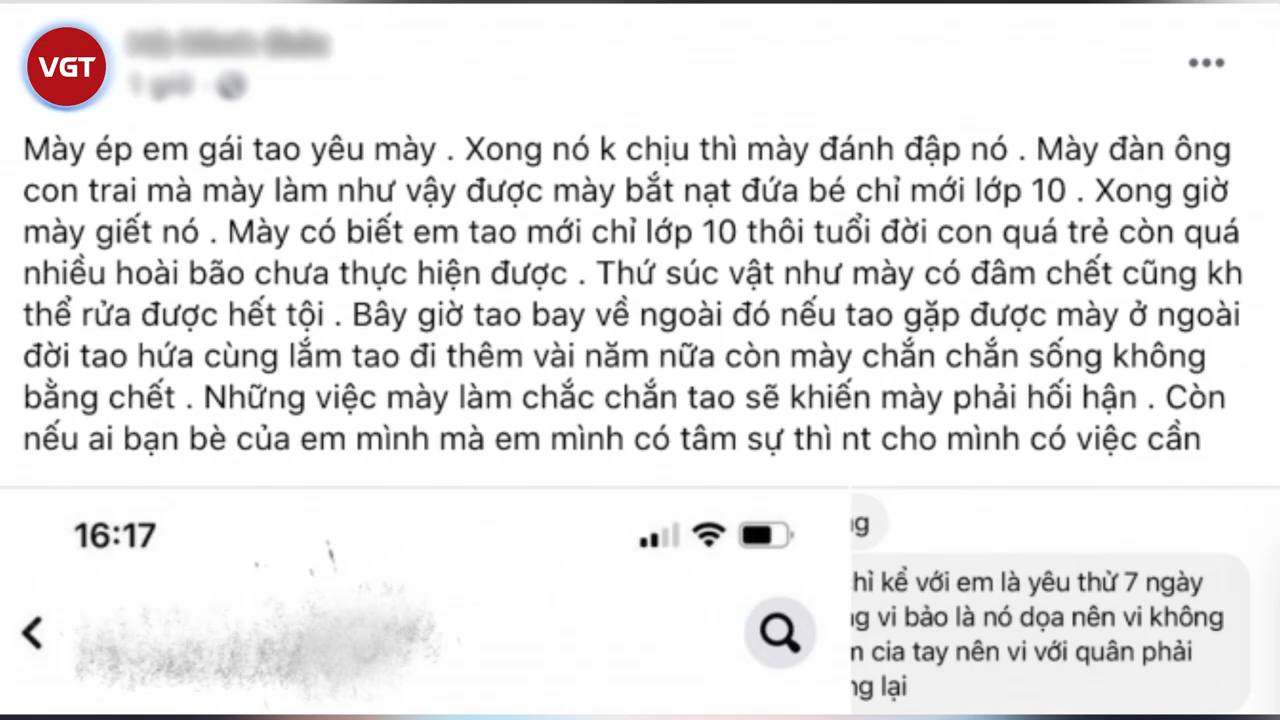 VGT
Mày ép em gái tao yêu mày . Xong nó k chịu thì mày đánh đập nó . Mày đàn ông
con trai mà mày làm như vậy được mày bắt nạt đứa bé chỉ mới lớp 10 . Xong giờ
mày giết nó . Mày có biết em tao mới chỉ lớp 10 thôi tuổi đời con quá trẻ còn quá
nhiều hoài bão chưa thực hiện được . Thứ súc vật như mày có đâm chết cũng kh
thể rửa được hết tội . Bây giờ tao bay về ngoài đó nếu tao gặp được mày ở ngoài
đời tao hứa cùng lắm tao đi thêm vài năm nữa còn mày chắn chắn sống không
bằng chết . Những việc mày làm chắc chắn tao sẽ khiến mày phải hối hận . Còn
nếu ai bạn bè của em mình mà em mình có tâm sự thì nt cho mình có việc cần
16:17
hỉ kể với em là yêu thử 7 ngày
vi bảo là nó dọa nên vi không
cia tay nên vi với quân phải
lại